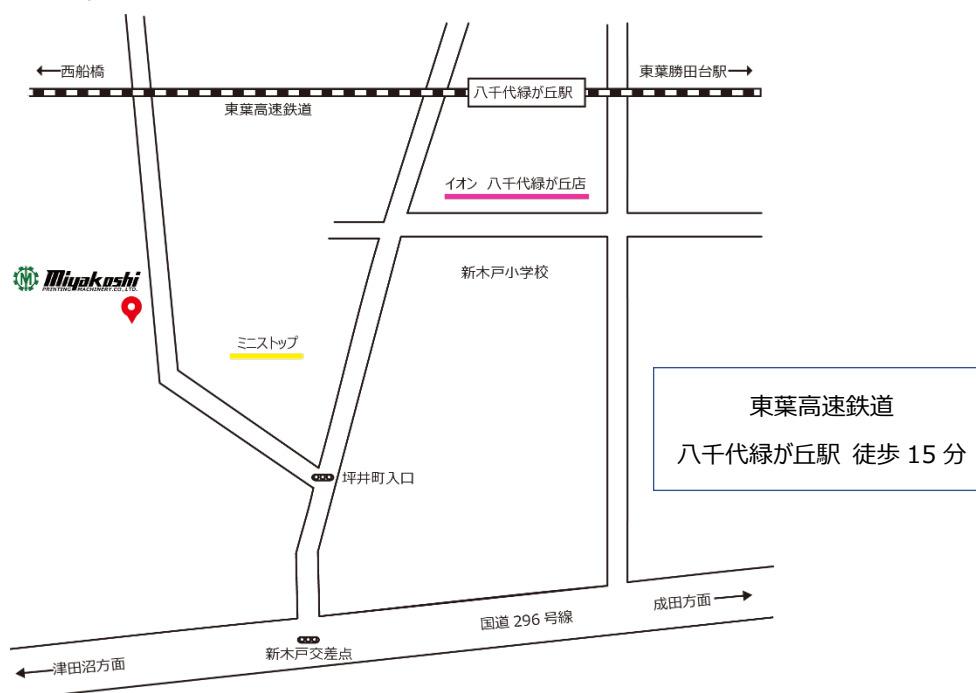 ←西船橋
東葉勝田台駅→
八千代緑が丘駅
東葉高速鉄道
イオン 八千代緑が丘店
新木戸小学校
M Miyakoshi
PRINTING MACHINERY.CO.,LTD.
ミニストップ
東葉高速鉄道
八千代緑が丘駅 徒歩 15 分
坪井町入口
成田方面→
国道 296 号線
新木戸交差点
←津田沼方面